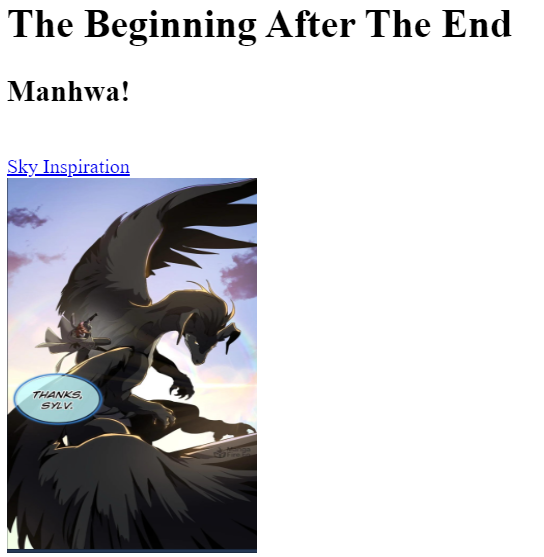 The Beginning After The End
Manhwa!
Sky Inspiration
THANKS,
SYLV.